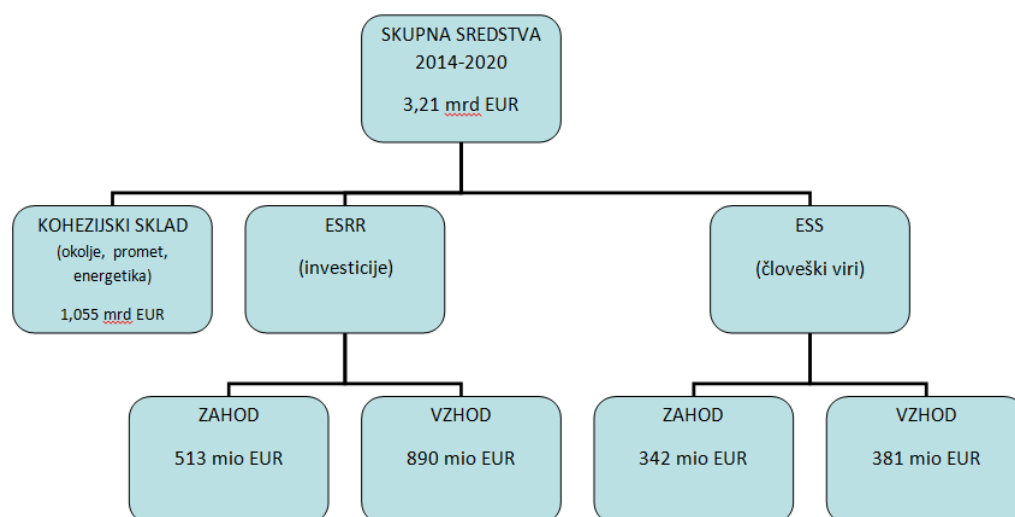 SKUPNA SREDSTVA
2014-2020
3,21 mrd EUR
KOHEZIJSKI SKLAD
(okolje, promet,
energetika)
1,055 mrd EUR
ESRR
(investicije)
ESS
(človeški viri)
ZAHOD
513 mio EUR
VZHOD
890 mio EUR
ZAHOD
342 mio EUR
VZHOD
381 mio EUR